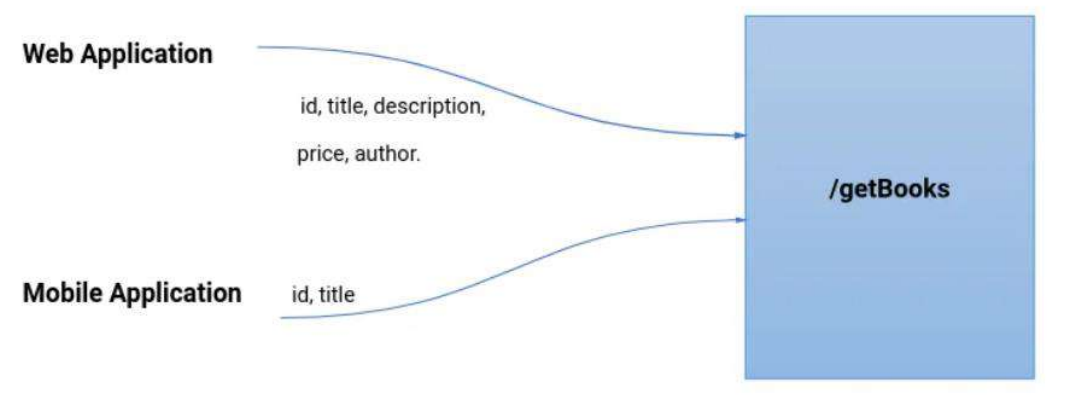 Web Application
id, title, description,
price, author.
/getBooks
Mobile Application
id, title